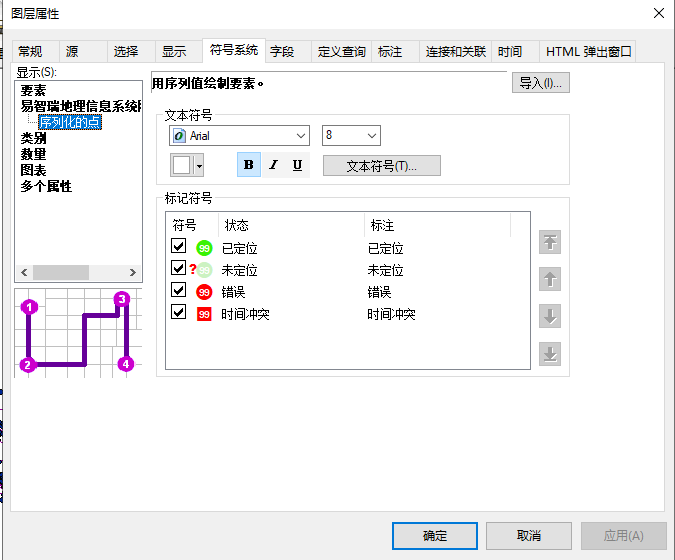 图层属性
常规
源
选择
显示
符号系统
字段
定义查询
标注
连接和关联
时间
HTML 弹出窗口
显示(S):
要素
易智瑞地理信息系统
序列化的点
类别
数量
图表
多个属性
用序列值绘制要素。
导入(I)...
文本符号
Arial
8
B I U
文本符号(T)...
标记符号
符号 状态 标注
99 已定位 已定位
? 99 未定位 未定位
99 错误 错误
99 时间冲突 时间冲突
1
3
2
4
确定
取消
应用(A)